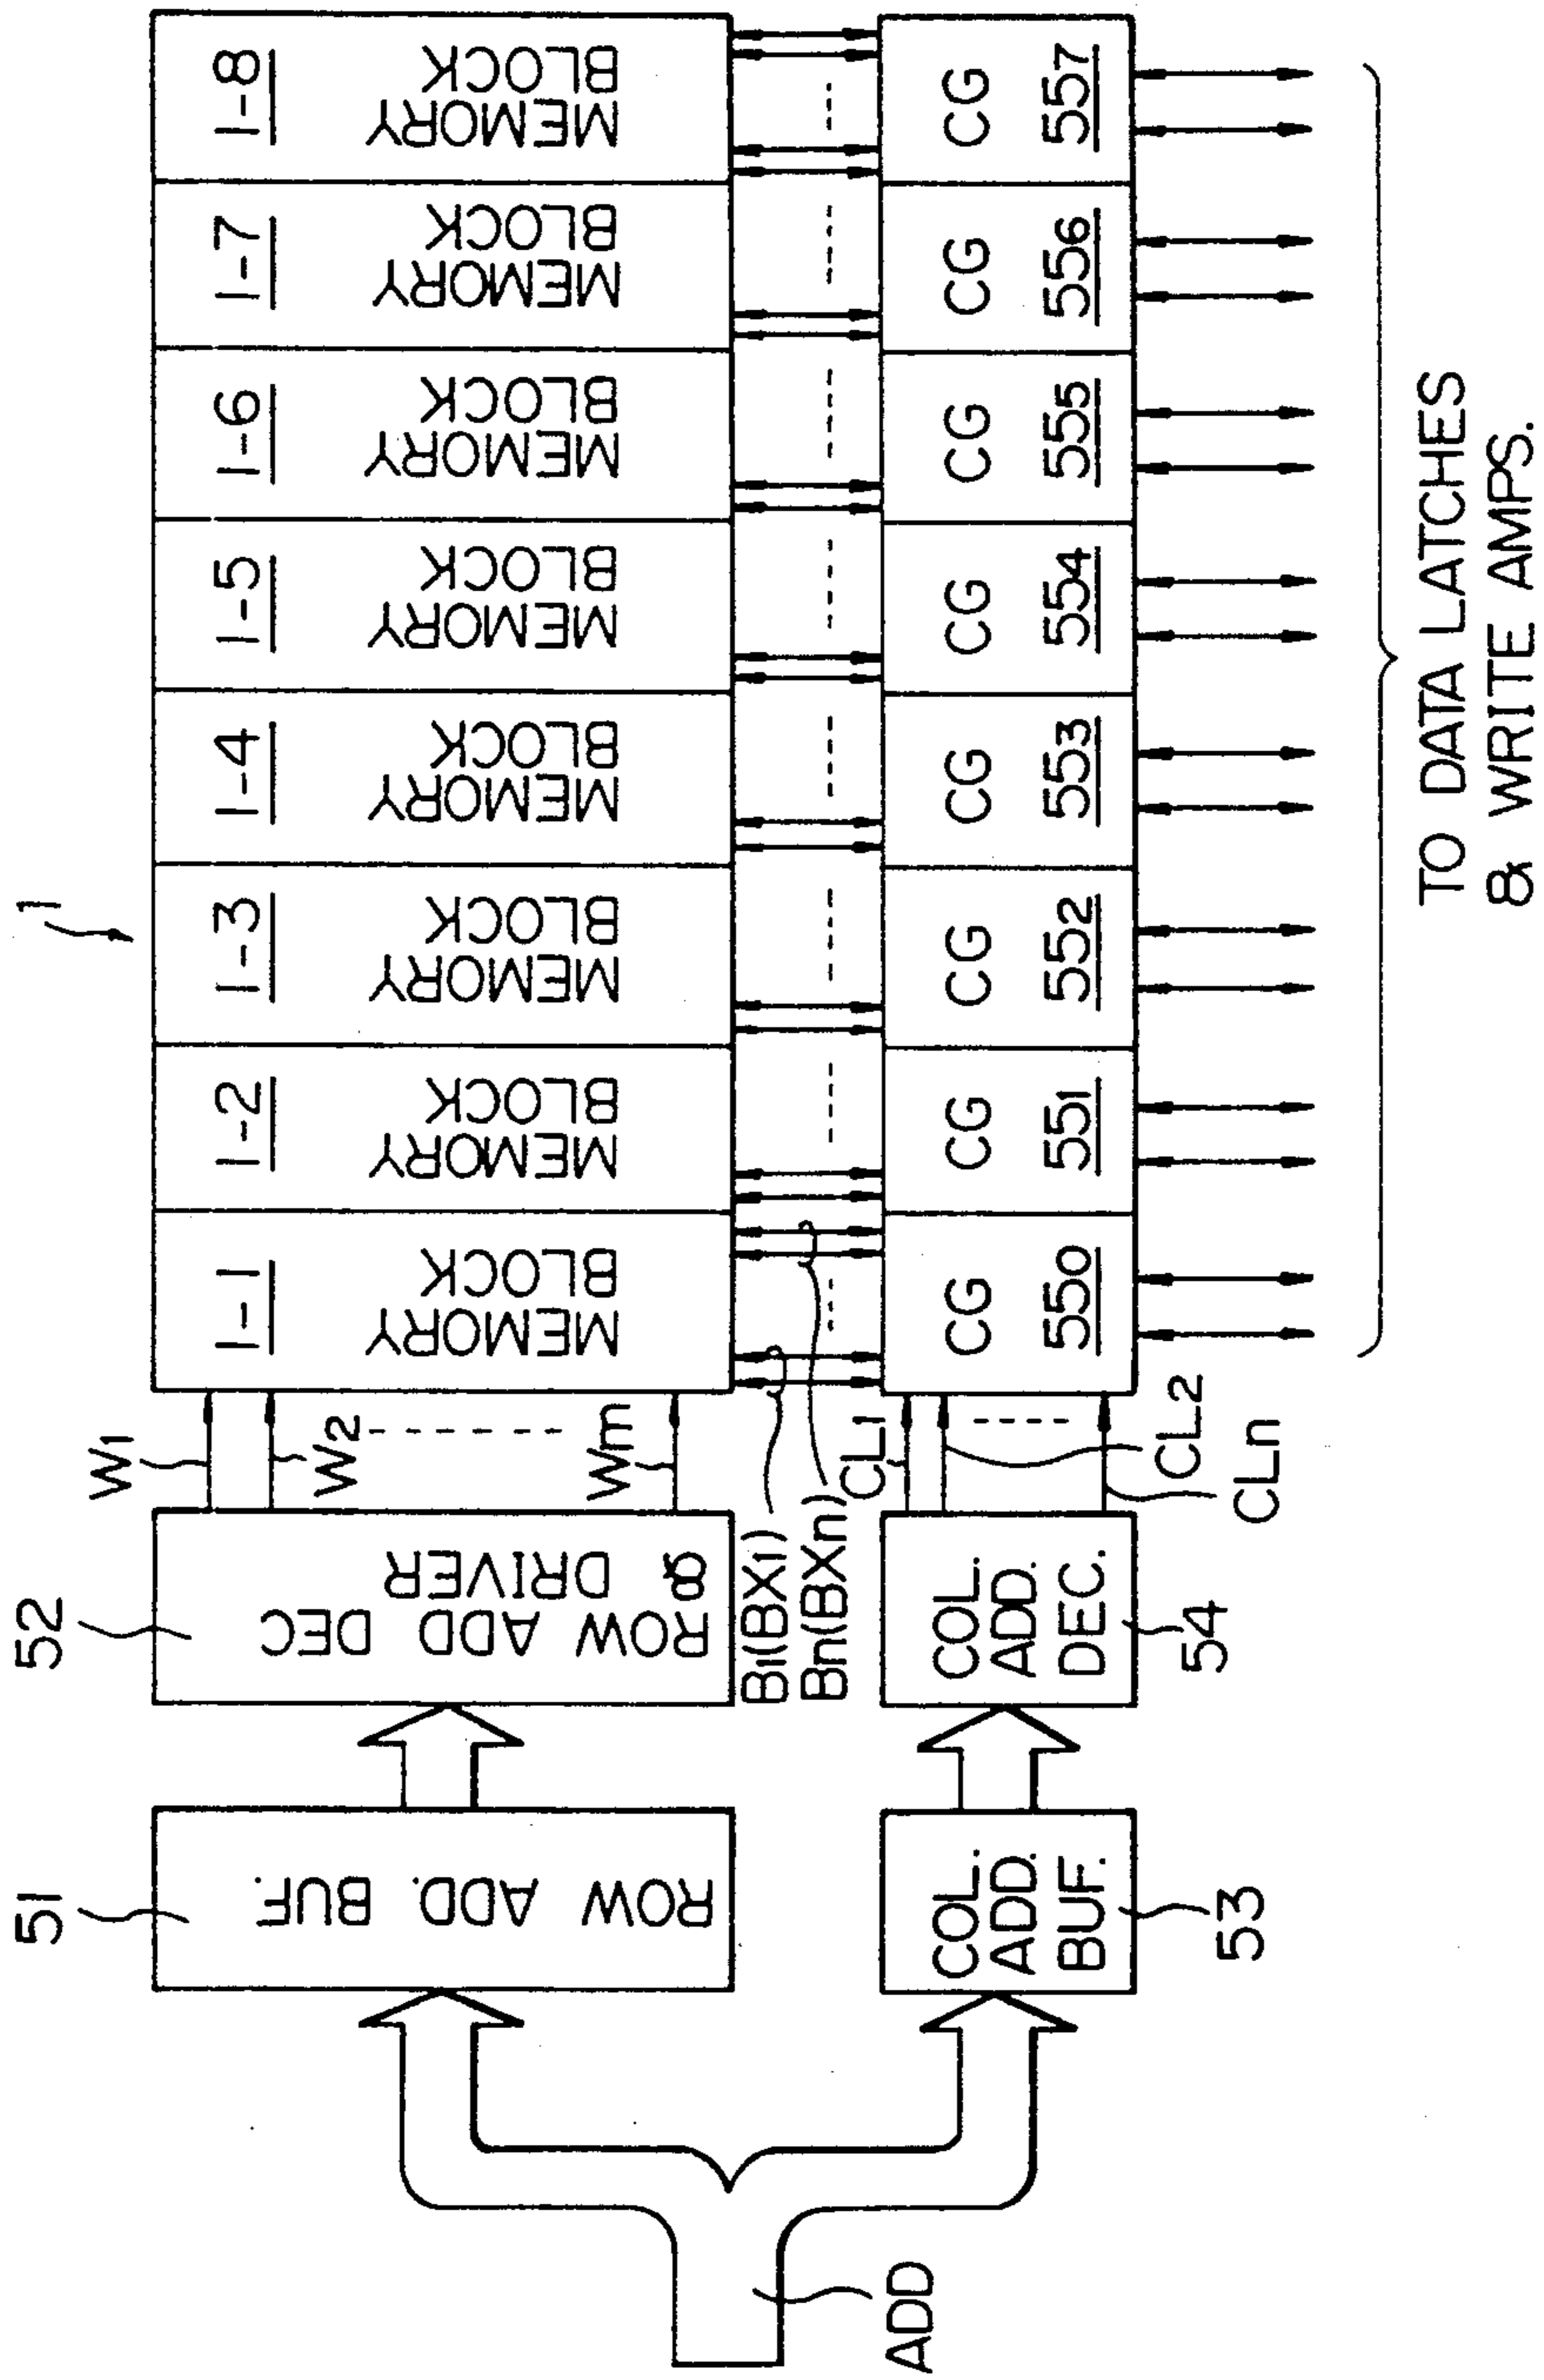 1
1-1
MEMORY
BLOCK
1-2
MEMORY
BLOCK
1-3
MEMORY
BLOCK
1-4
MEMORY
BLOCK
1-5
MEMORY
BLOCK
1-6
MEMORY
BLOCK
1-7
MEMORY
BLOCK
1-8
MEMORY
BLOCK
51
ROW ADD. BUF.
52
ROW ADD DEC
& DRIVER
W1
W2
Wm
B1(BX1)
Bn(BXn)
ADD
COL.
ADD.
BUF.
53
COL.
ADD.
DEC.
54
CL1
CL2
CLn
CG
550
CG
551
CG
552
CG
553
CG
554
CG
555
CG
556
CG
557
TO DATA LATCHES
& WRITE AMPS.